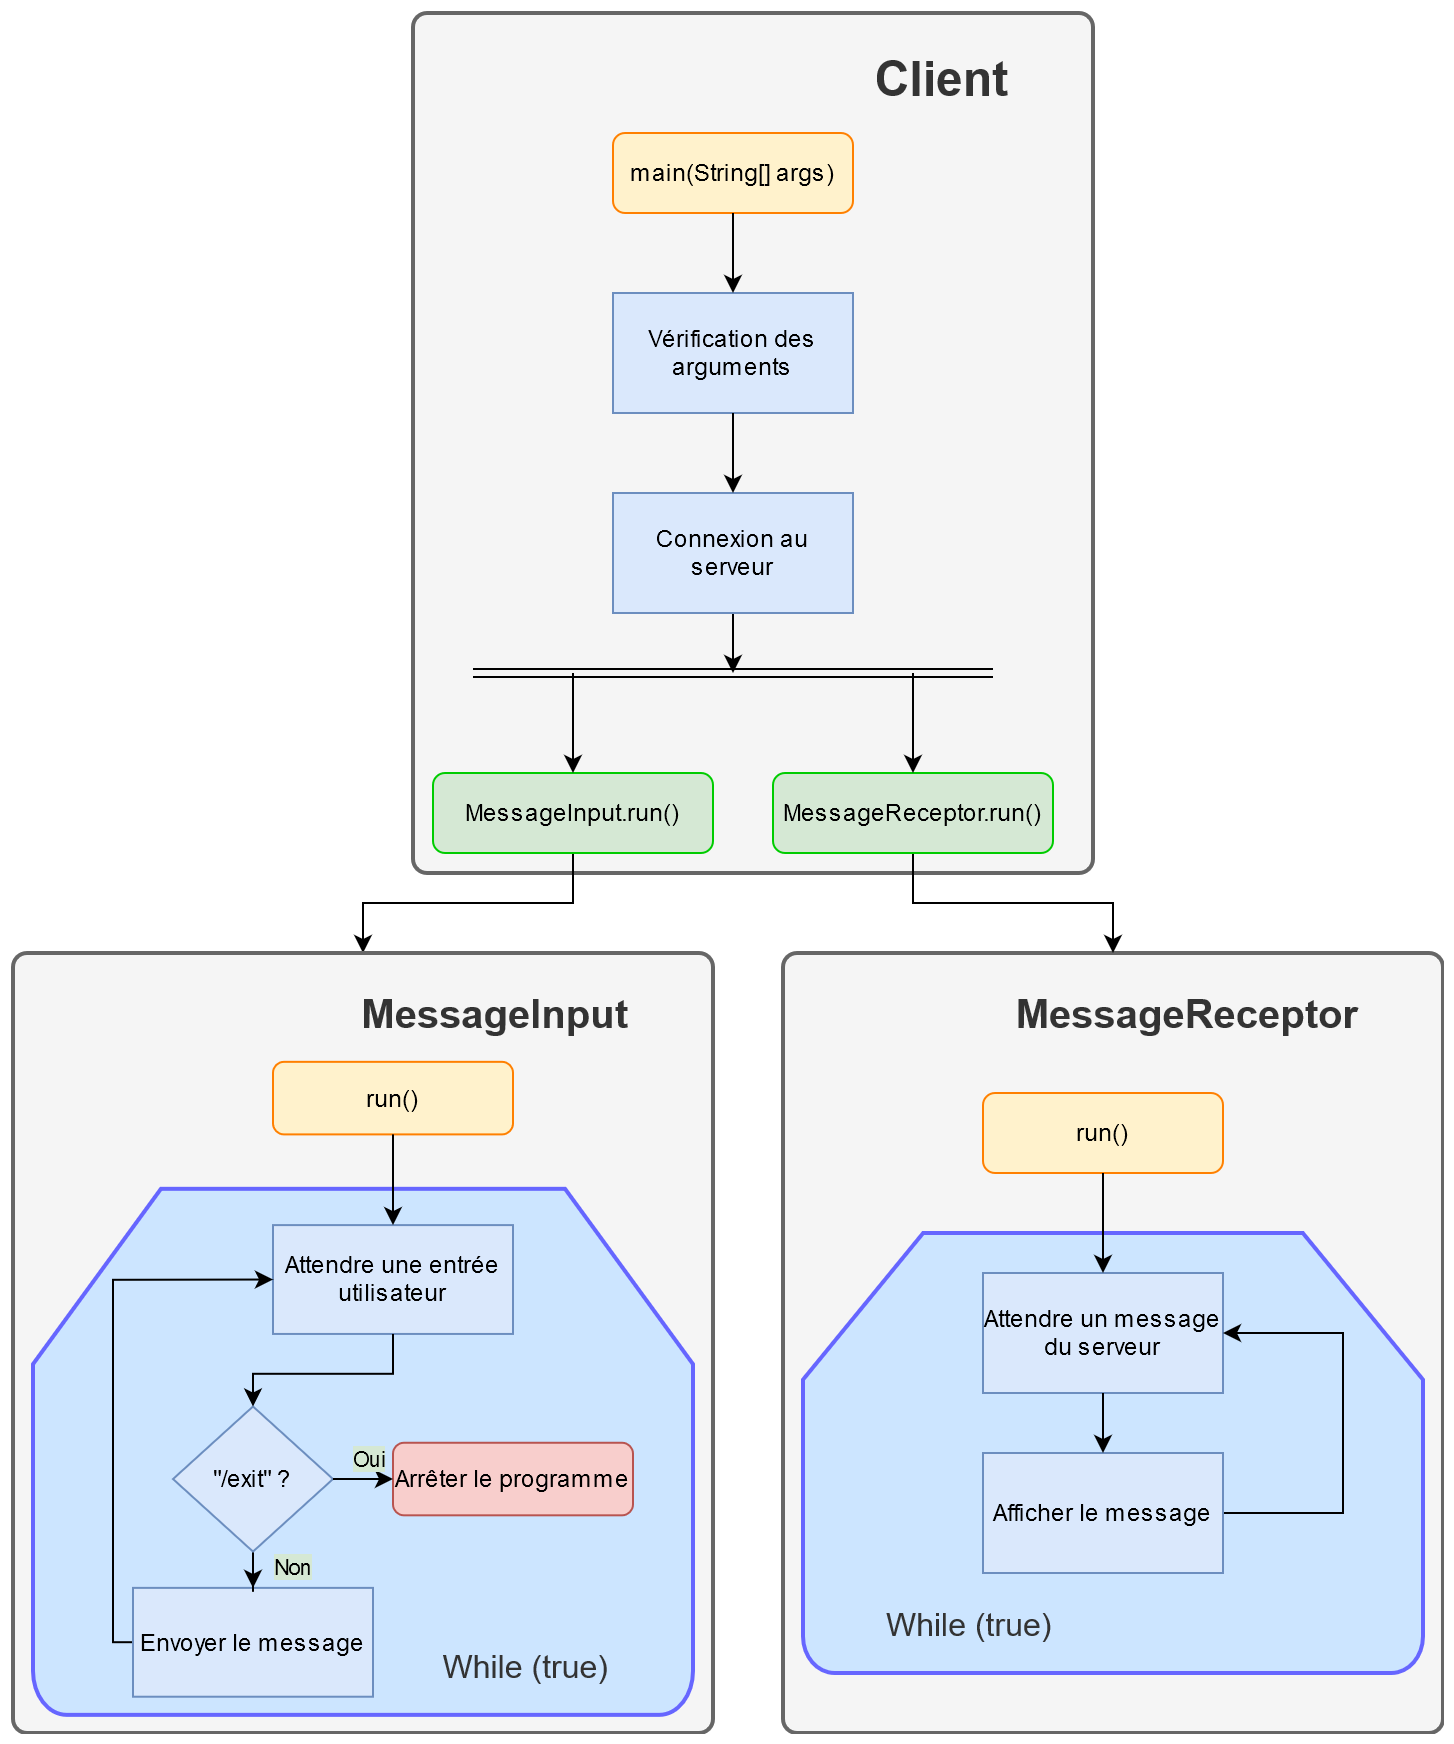 Client
main(String[] args)
Vérification des
arguments
Connexion au
serveur
MessageInput.run()
MessageReceptor.run()
MessageInput
run()
Attendre une entrée
utilisateur
"/exit" ?
Oui
Arrêter le programme
Non
Envoyer le message
While (true)
MessageReceptor
run()
Attendre un message
du serveur
Afficher le message
While (true)